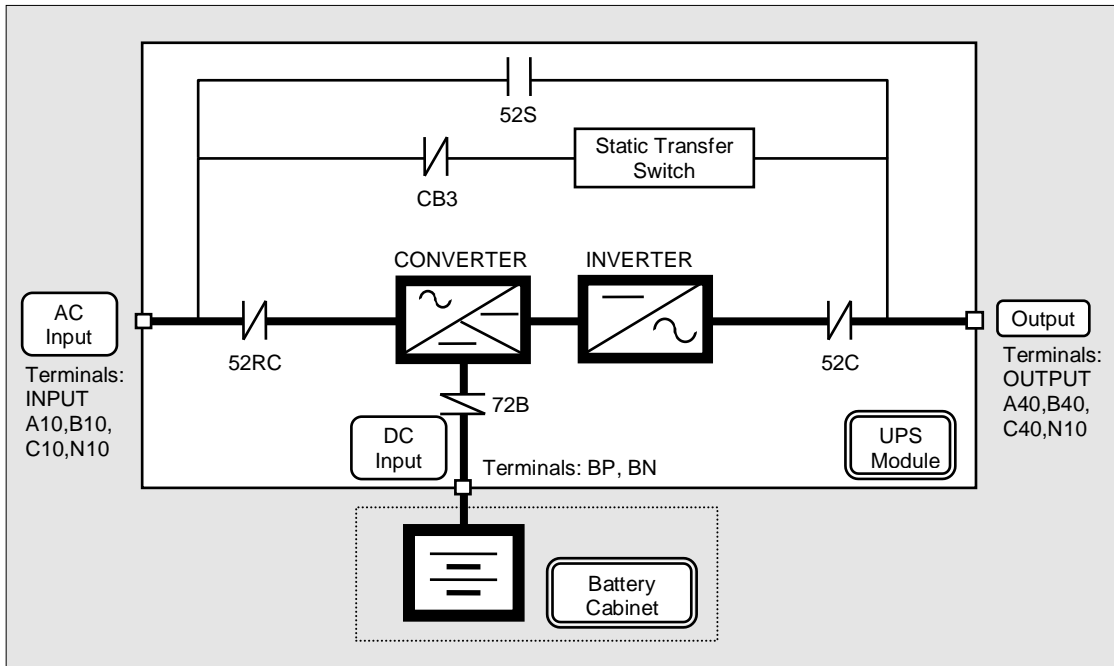 52S
Static Transfer
Switch
CB3
CONVERTER
INVERTER
AC
Input
Terminals:
INPUT
A10,B10,
C10,N10
52RC
72B
DC
Input
Terminals: BP, BN
52C
Output
Terminals:
OUTPUT
A40,B40,
C40,N10
UPS
Module
Battery
Cabinet